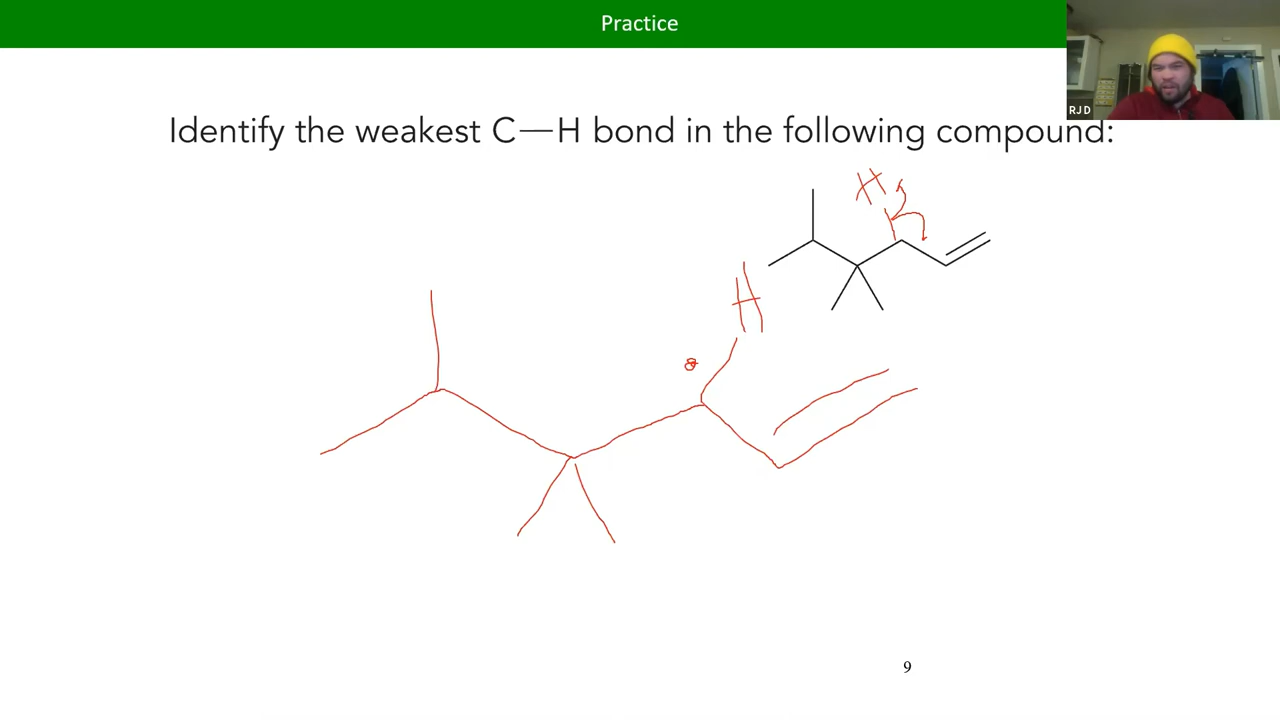 Practice
RJD
Identify the weakest C—H bond in the following compound:
H
H
9